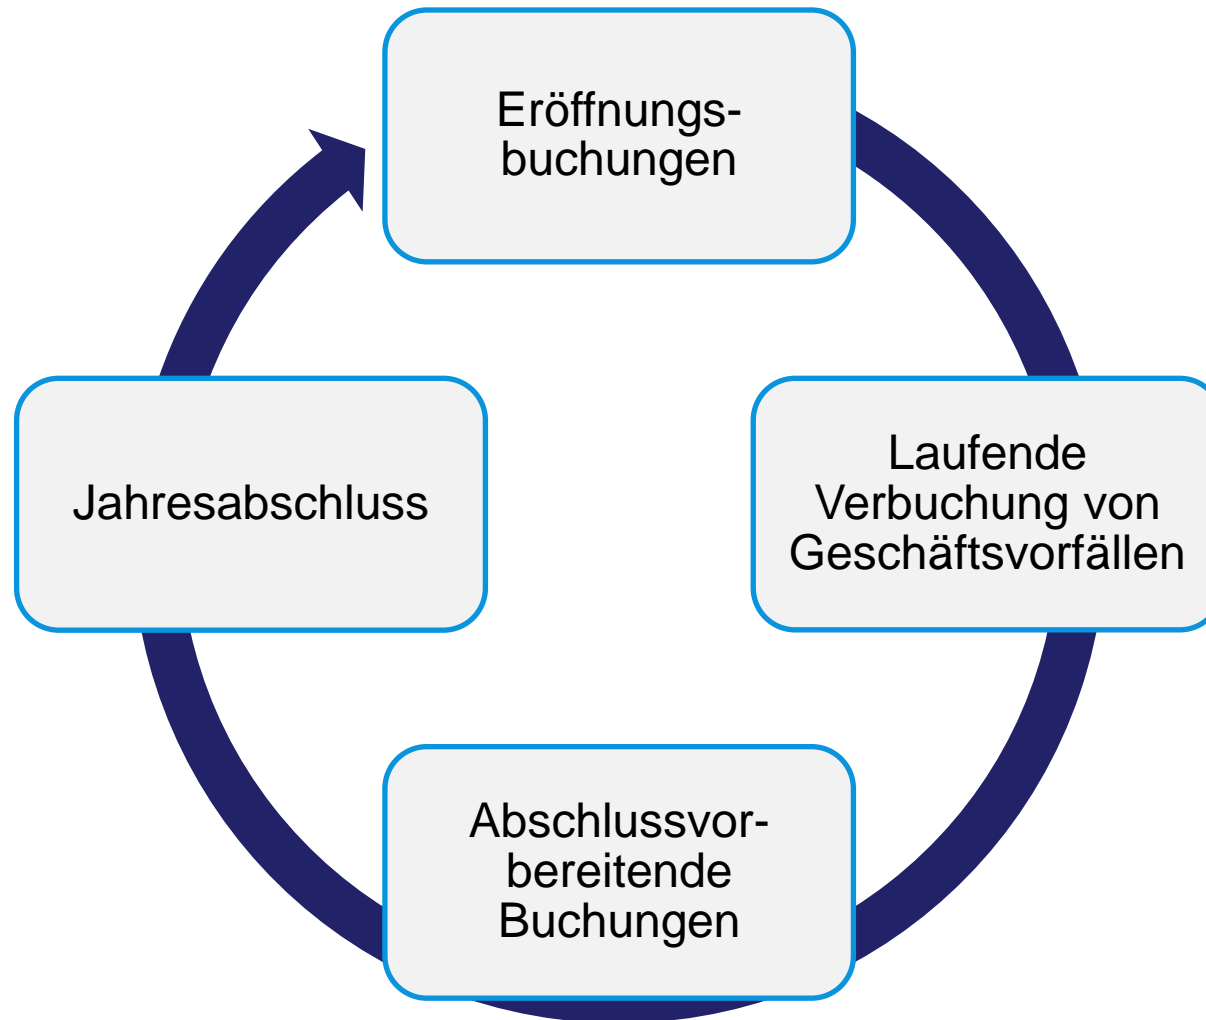 Eröffnungs-
buchungen
Laufende
Verbuchung von
Geschäftsvorfällen
Abschlussvor-
bereitende
Buchungen
Jahresabschluss